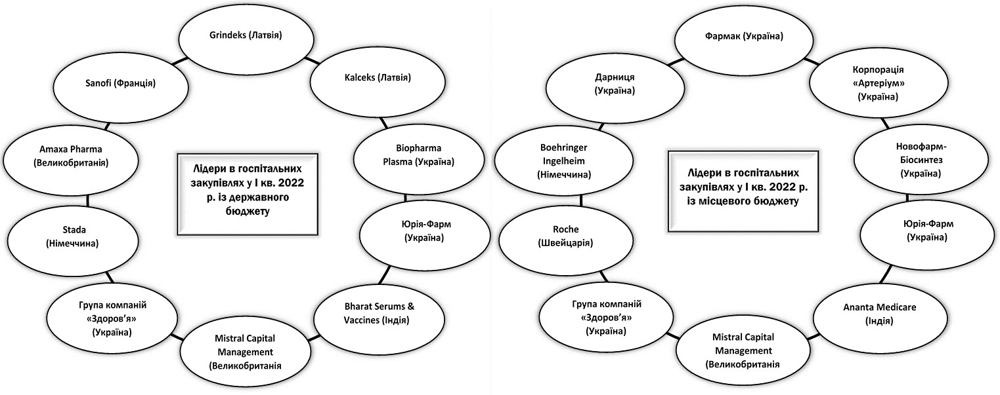 Grindeks (Латвія)
Kalceks (Латвія)
Biopharma
Plasma (Україна)
Юрія-Фарм
(Україна)
Bharat Serums &
Vaccines (Індія)
Mistral Capital
Management
(Великобританія
Група компаній
«Здоров’я»
(Україна)
Stada
(Німеччина)
Amaxa Pharma
(Великобританія)
Sanofi (Франція)
Лідери в госпітальних
закупівлях у І кв. 2022
р. із державного
бюджету
Фармак (Україна)
Корпорація
«Артеріум»
(Україна)
Новофарм-
Біосинтез
(Україна)
Юрія-Фарм
(Україна)
Ananta Medicare
(Індія)
Mistral Capital
Management
(Великобританія
Група компаній
«Здоров’я»
(Україна)
Roche
(Швейцарія)
Boehringer
Ingelheim
(Німеччина)
Дарниця
(Україна)
Лідери в госпітальних
закупівлях у І кв. 2022 р.
із місцевого бюджету